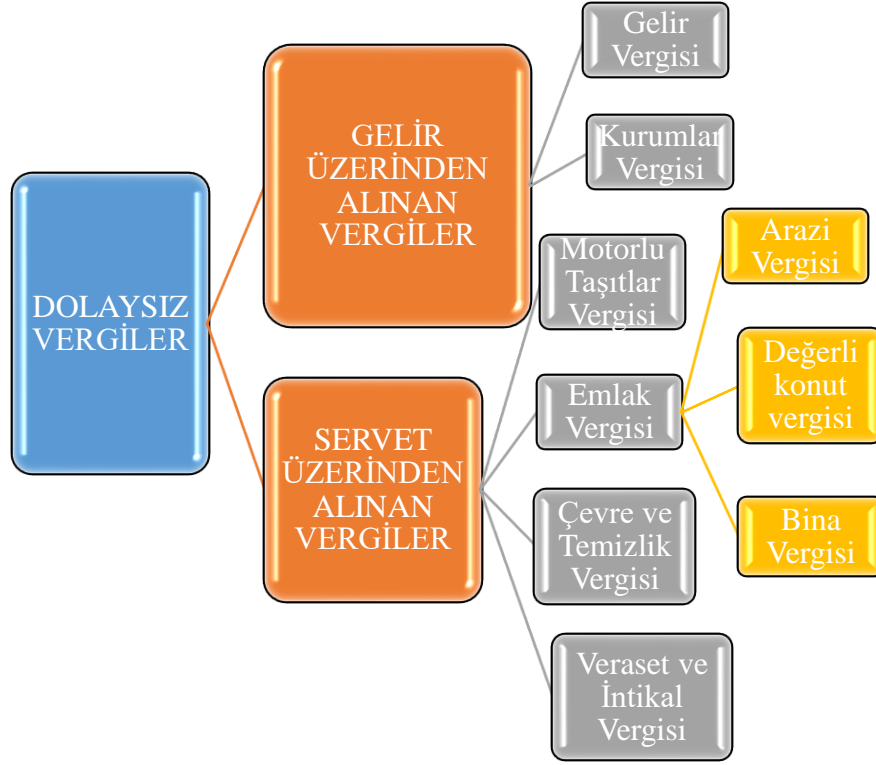 DOLAYSIZ
VERGİLER
GELİR
ÜZERİNDEN
ALINAN
VERGİLER
Gelir
Vergisi
Kurumlar
Vergisi
SERVET
ÜZERİNDEN
ALINAN
VERGİLER
Motorlu
Taşıtlar
Vergisi
Emlak
Vergisi
Arazi
Vergisi
Değerli
konut
vergisi
Bina
Vergisi
Çevre ve
Temizlik
Vergisi
Veraset ve
İntikal
Vergisi